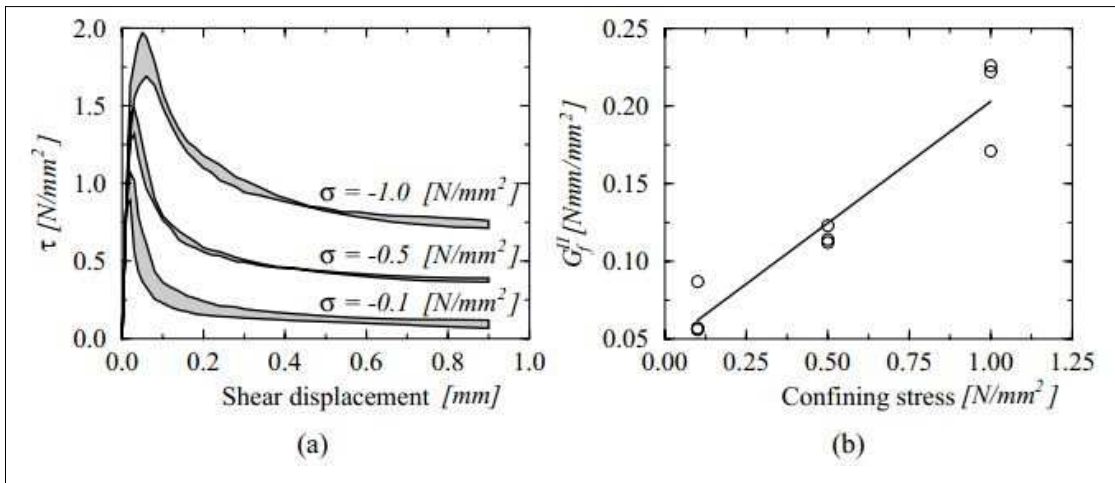 2.0
1.5
1.0
0.5
0.0
τ [N/mm²]
σ = -1.0 [N/mm²]
σ = -0.5 [N/mm²]
σ = -0.1 [N/mm²]
0.0 0.2 0.4 0.6 0.8 1.0
Shear displacement [mm]
(a)
0.25
0.20
0.15
0.10
0.05
G_f^II [Nmm/mm²]
0.00 0.25 0.50 0.75 1.00 1.25
Confining stress [N/mm²]
(b)